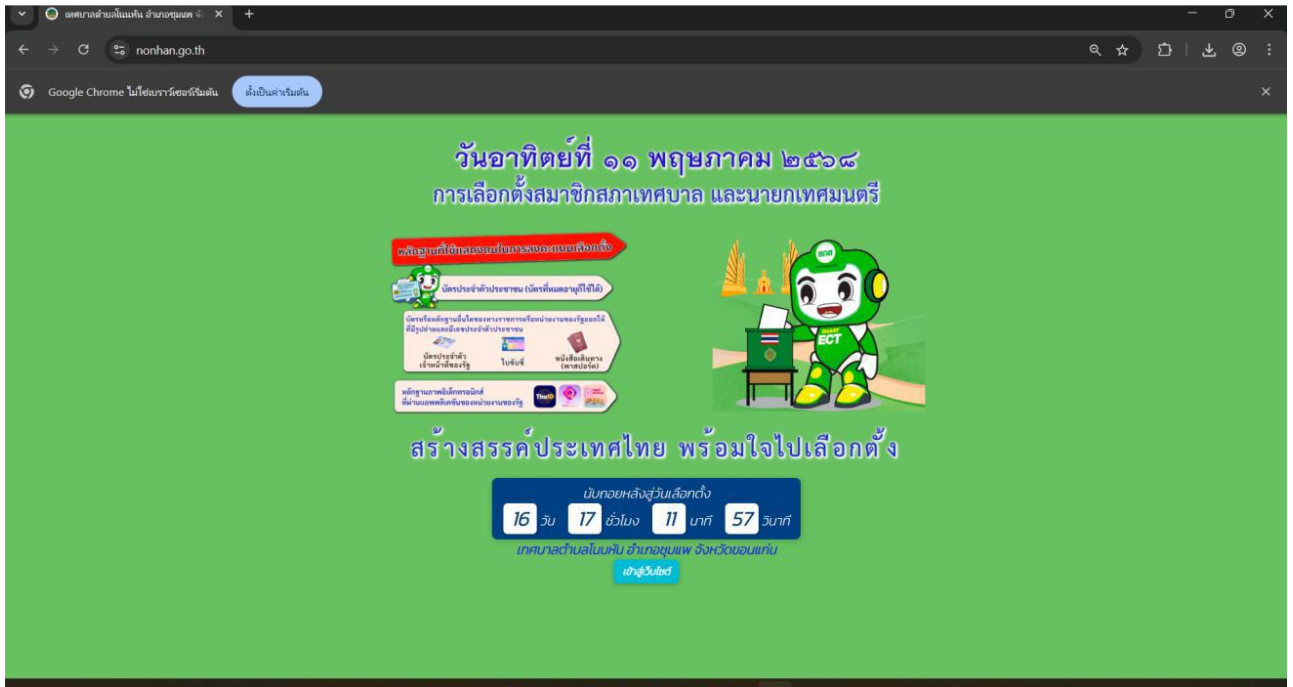 เทศบาลตำบลโนนหัน อำเภอชุมแพ จั
nonhan.go.th
Google Chrome ไม่ใช่เบราว์เซอร์เริ่มต้น
ตั้งเป็นค่าเริ่มต้น
วันอาทิตย์ที่ ๑๑ พฤษภาคม ๒๕๖๘
การเลือกตั้งสมาชิกสภาเทศบาล และนายกเทศมนตรี
หลักฐานที่ใช้แสดงตนในการลงคะแนนเลือกตั้ง
บัตรประจำตัวประชาชน (บัตรที่หมดอายุก็ใช้ได้)
บัตรหรือหลักฐานอื่นใดของทางราชการหรือหน่วยงานของรัฐออกให้
ที่มีรูปถ่ายและมีเลขประจำตัวประชาชน
บัตรประจำตัว
เจ้าหน้าที่ของรัฐ
ใบขับขี่
หนังสือเดินทาง
(พาสปอร์ต)
หลักฐานภาพอิเล็กทรอนิกส์
ที่ผ่านแอพพลิเคชันของหน่วยงานของรัฐ
ThaID
กกต
SMART
ECT
สร้างสรรค์ประเทศไทย พร้อมใจไปเลือกตั้ง
นับถอยหลังสู่วันเลือกตั้ง
16 วัน 17 ชั่วโมง 11 นาที 57 วินาที
เทศบาลตำบลโนนหัน อำเภอชุมแพ จังหวัดขอนแก่น
เข้าสู่เว็บไซต์